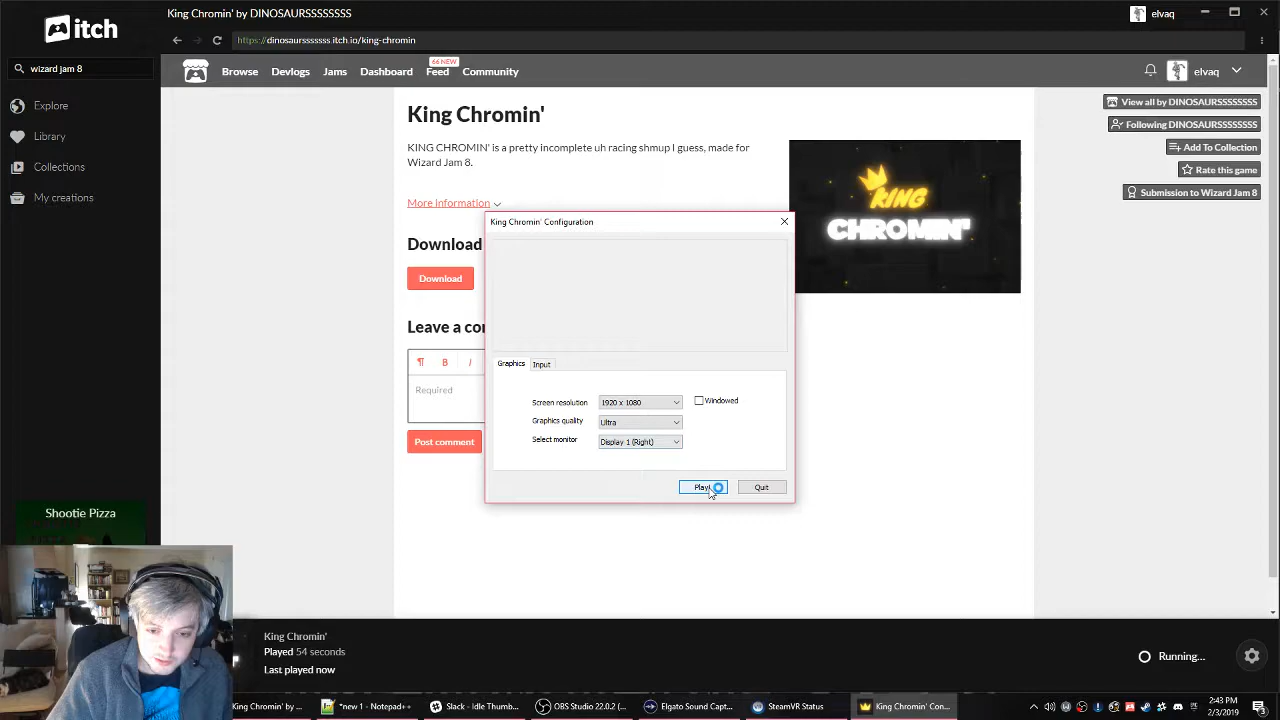 itch
King Chromin' by DINOSAURSSSSSSS
elvaq
https://dinosaurssssssss.itch.io/king-chromin
wizard jam 8
Explore
Library
Collections
My creations
Browse
Devlogs
Jams
Dashboard
66 NEW
Feed
Community
elvaq
King Chromin'
KING CHROMIN' is a pretty incomplete uh racing shmup I guess, made for
Wizard Jam 8.
More information
Download
Download
Leave a co
B
I
Required
Post comment
KING
CHROMIN'
View all by DINOSAURSSSSSSS
Following DINOSAURSSSSSSS
Add To Collection
Rate this game
Submission to Wizard Jam 8
King Chromin' Configuration
Graphics
Input
Screen resolution
1920 x 1080
Windowed
Graphics quality
Ultra
Select monitor
Display 1 (Right)
Play!
Quit
Shootie Pizza
King Chromin'
Played 54 seconds
Last played now
Running...
King Chromin' by ...
*new 1 - Notepad++
Slack - Idle Thumb...
OBS Studio 22.0.2 (...
Elgato Sound Capt...
SteamVR Status
King Chromin' Con...
2:43 PM
2/3/2019